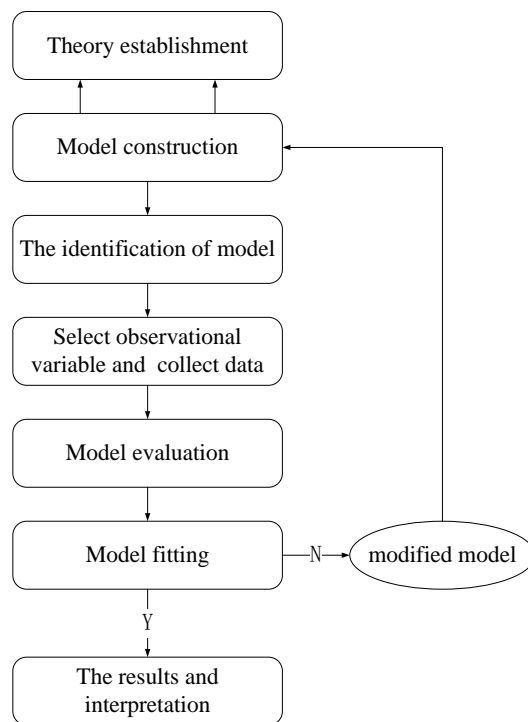 Theory establishment
Model construction
The identification of model
Select observational
variable and collect data
Model evaluation
Model fitting
N
modified model
Y
The results and
interpretation